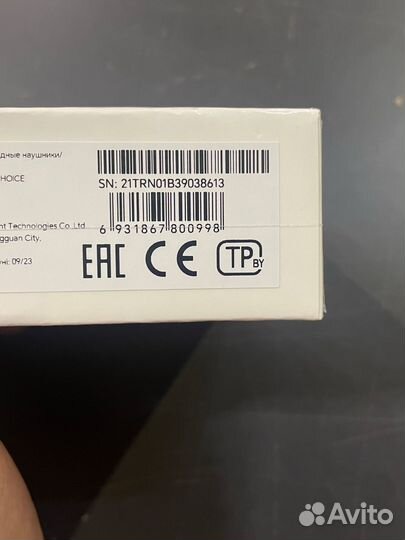 дные наушники/
HOICE
SN: 21TRN01B39038613
nt Technologies Co.,Ltd
gguan City,
6 931867 800998
ні: 09/23
EAC CE TP BY
Avito